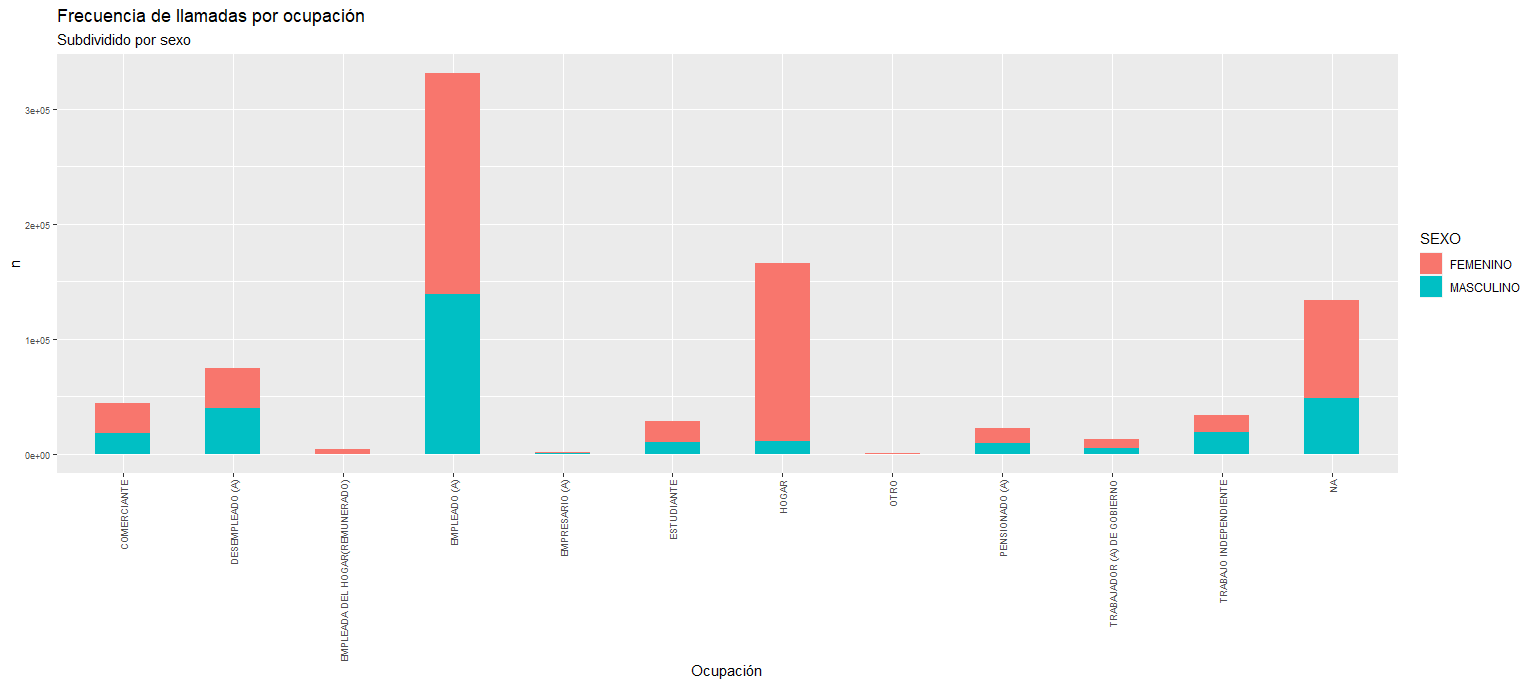 Frecuencia de llamadas por ocupación
Subdividido por sexo
n
3e+05
2e+05
1e+05
0e+00
COMERCIANTE
DESEMPLEADO (A)
EMPLEADA DEL HOGAR(REMUNERADO)
EMPLEADO (A)
EMPRESARIO (A)
ESTUDIANTE
HOGAR
OTRO
PENSIONADO (A)
TRABAJADOR (A) DE GOBIERNO
TRABAJO INDEPENDIENTE
NA
Ocupación
SEXO
FEMENINO
MASCULINO